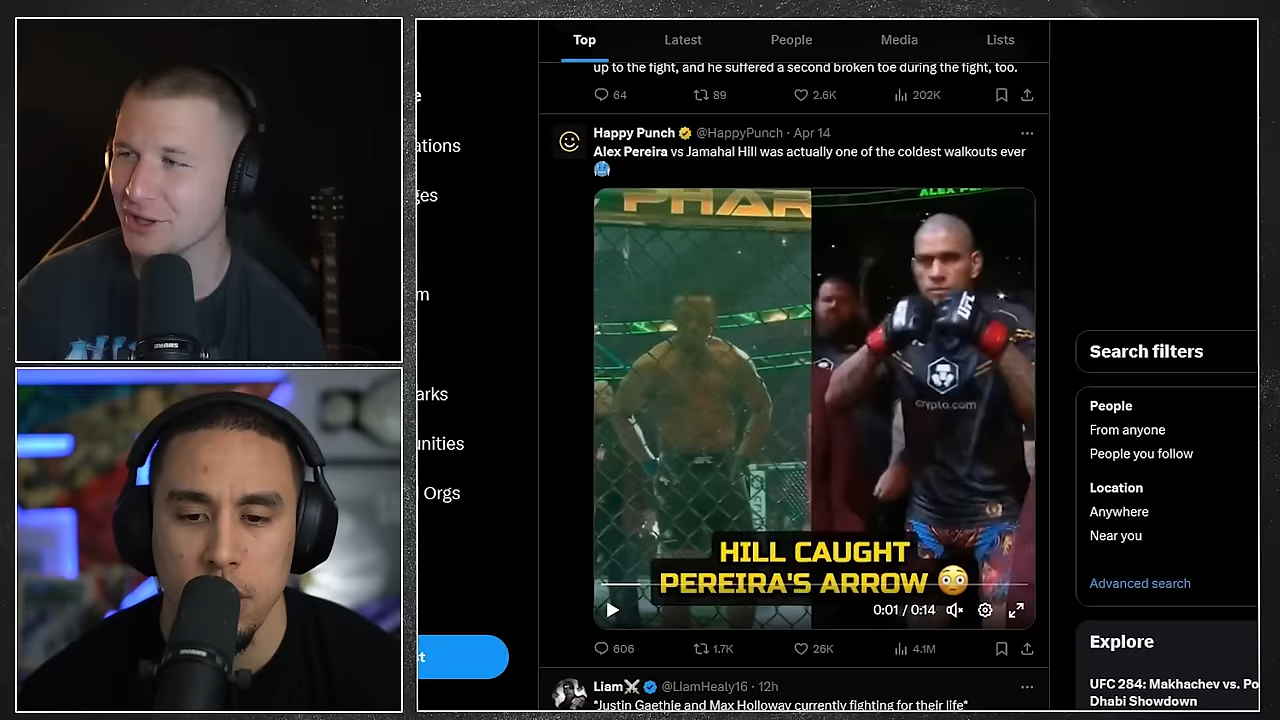 Top
Latest
People
Media
Lists
up to the fight, and he suffered a second broken toe during the fight, too.
64
89
2.6K
202K
Happy Punch @HappyPunch · Apr 14
Alex Pereira vs Jamahal Hill was actually one of the coldest walkouts ever
PHAR
crypto.com
UFC
HILL CAUGHT
PEREIRA'S ARROW
0:01 / 0:14
606
1.7K
26K
4.1M
Liam @LiamHealy16 · 12h
*Justin Gaethje and Max Holloway currently fighting for their life*
e
ations
ges
m
arks
unities
Orgs
t
Search filters
People
From anyone
People you follow
Location
Anywhere
Near you
Advanced search
Explore
UFC 284: Makhachev vs. Po
Dhabi Showdown